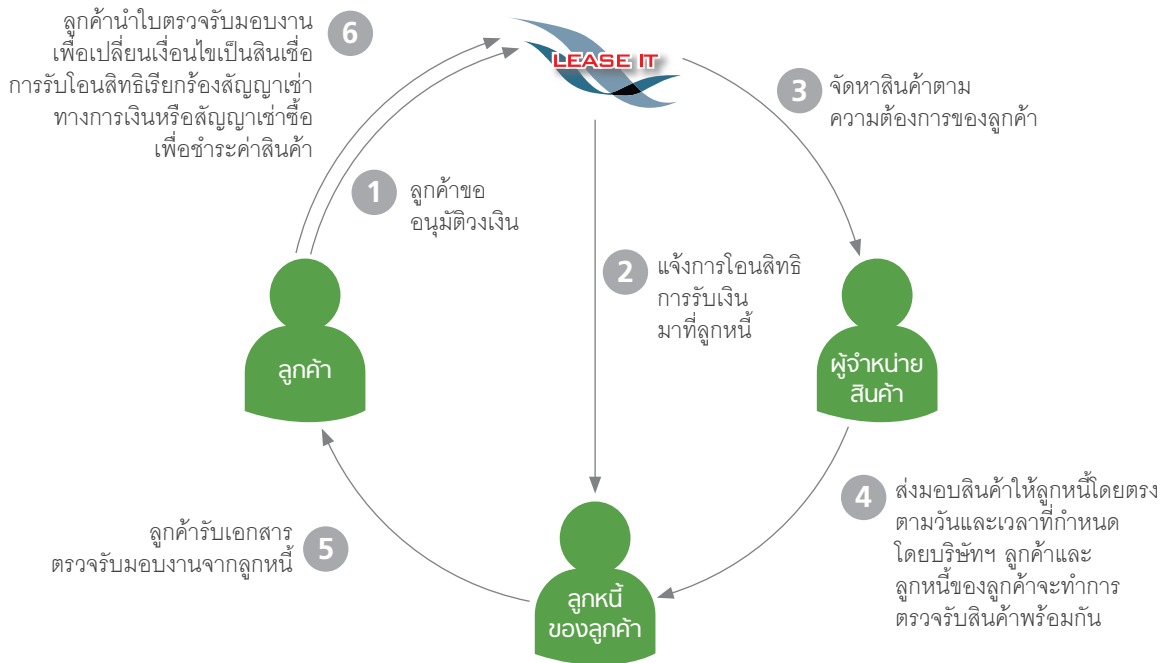 LEASE IT
6
ลูกค้านำใบตรวจรับมอบงาน
เพื่อเปลี่ยนเงื่อนไขเป็นสินเชื่อ
การรับโอนสิทธิเรียกร้องสัญญาเช่า
ทางการเงินหรือสัญญาเช่าซื้อ
เพื่อชำระค่าสินค้า
1
ลูกค้าขอ
อนุมัติวงเงิน
2
แจ้งการโอนสิทธิ
การรับเงิน
มาที่ลูกหนี้
3
จัดหาสินค้าตาม
ความต้องการของลูกค้า
ลูกค้า
ผู้จำหน่าย
สินค้า
4
ส่งมอบสินค้าให้ลูกหนี้โดยตรง
ตามวันและเวลาที่กำหนด
โดยบริษัทฯ ลูกค้าและ
ลูกหนี้ของลูกค้าจะทำการ
ตรวจรับสินค้าพร้อมกัน
5
ลูกค้ารับเอกสาร
ตรวจรับมอบงานจากลูกหนี้
ลูกหนี้
ของลูกค้า